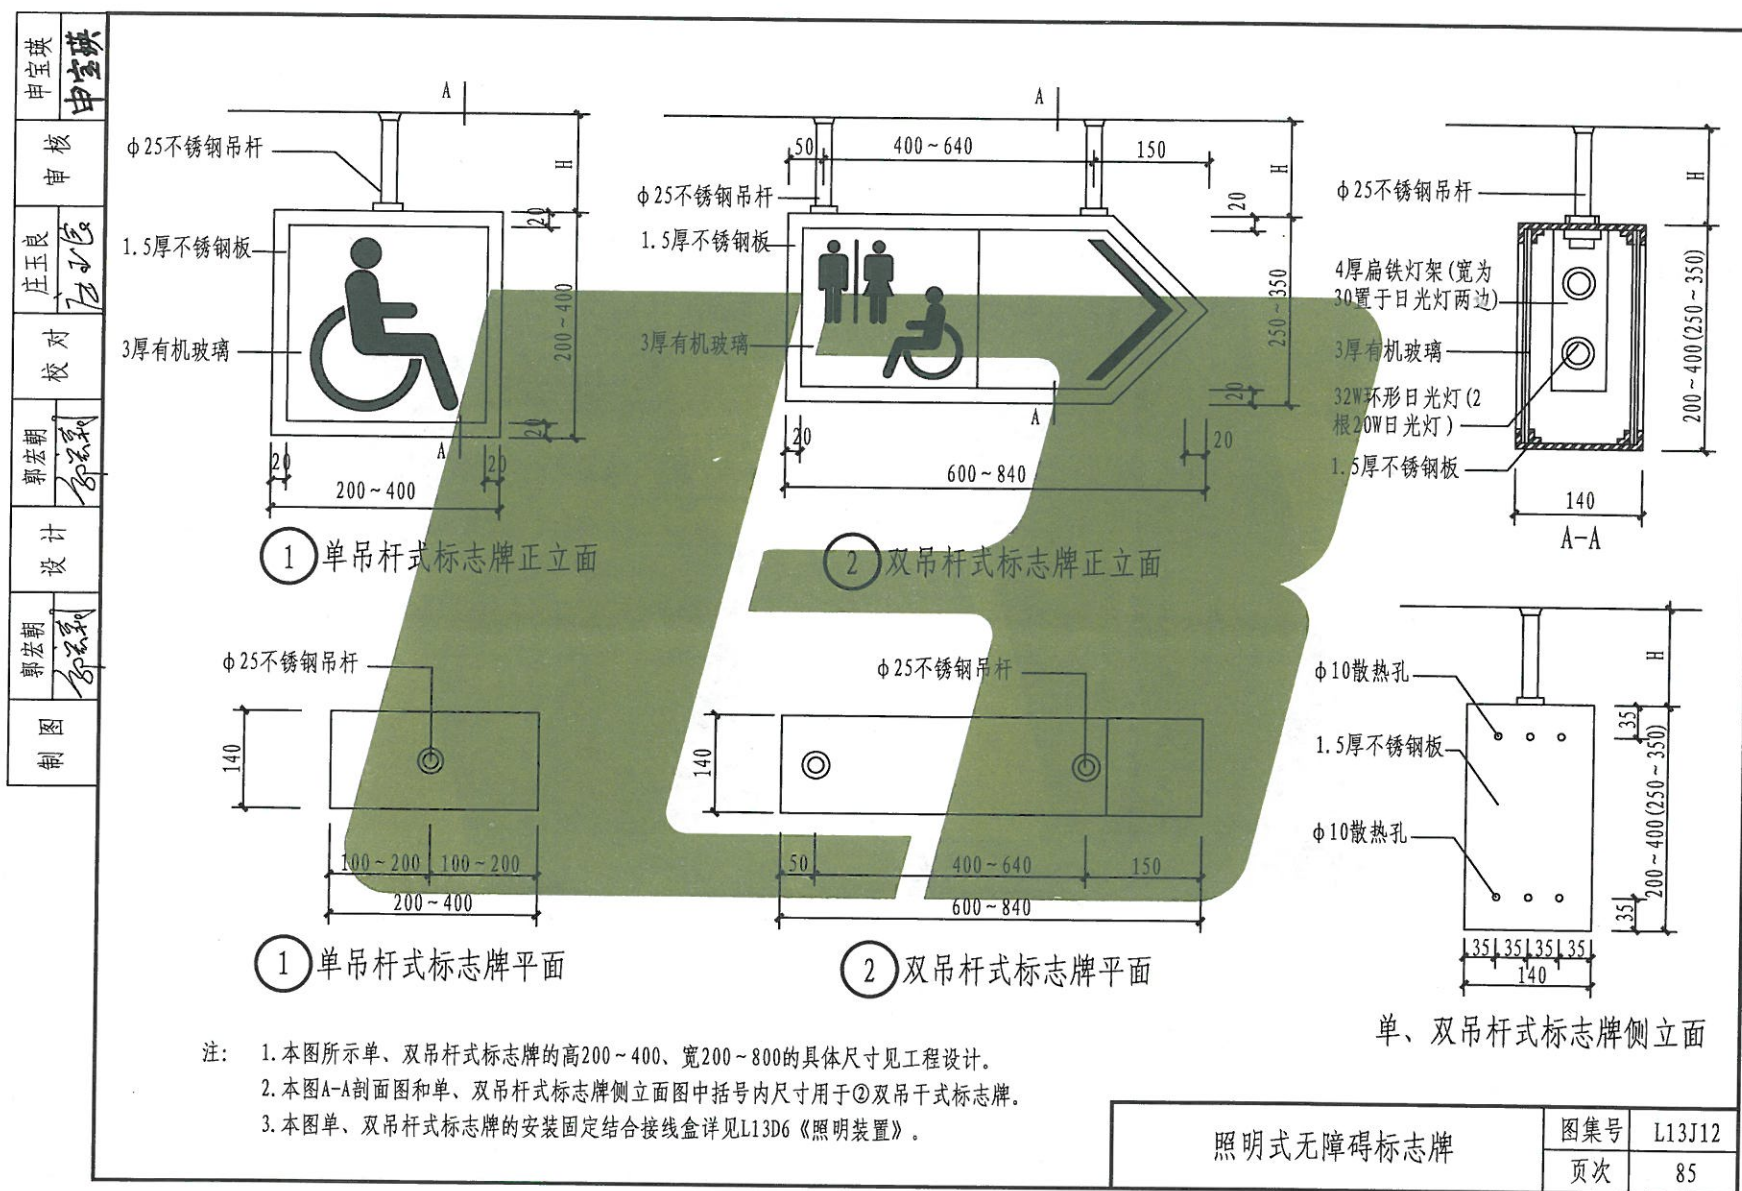 申宝瑛
申宝瑛
审核
庄玉良
校对
郭宏朝
设计
郭宏朝
制图
A
φ25不锈钢吊杆
H
20
1.5厚不锈钢板
200~400
3厚有机玻璃
20
A
20
20
200~400
1 单吊杆式标志牌正立面
A
50
400~640
150
H
φ25不锈钢吊杆
20
1.5厚不锈钢板
250~350
3厚有机玻璃
20
A
20
20
600~840
2 双吊杆式标志牌正立面
H
φ25不锈钢吊杆
4厚扁铁灯架(宽为
30置于日光灯两边)
3厚有机玻璃
200~400(250~350)
32W环形日光灯(2
根20W日光灯)
1.5厚不锈钢板
140
A-A
φ25不锈钢吊杆
140
100~200
100~200
200~400
1 单吊杆式标志牌平面
φ25不锈钢吊杆
140
50
400~640
150
600~840
2 双吊杆式标志牌平面
H
φ10散热孔
35
1.5厚不锈钢板
200~400(250~350)
φ10散热孔
35
35 35 35 35
140
单、双吊杆式标志牌侧立面
注: 1.本图所示单、双吊杆式标志牌的高200~400、宽200~800的具体尺寸见工程设计。
2.本图A-A剖面图和单、双吊杆式标志牌侧立面图中括号内尺寸用于②双吊干式标志牌。
3.本图单、双吊杆式标志牌的安装固定结合接线盒详见L13D6《照明装置》。
照明式无障碍标志牌
图集号 L13J12
页次 85